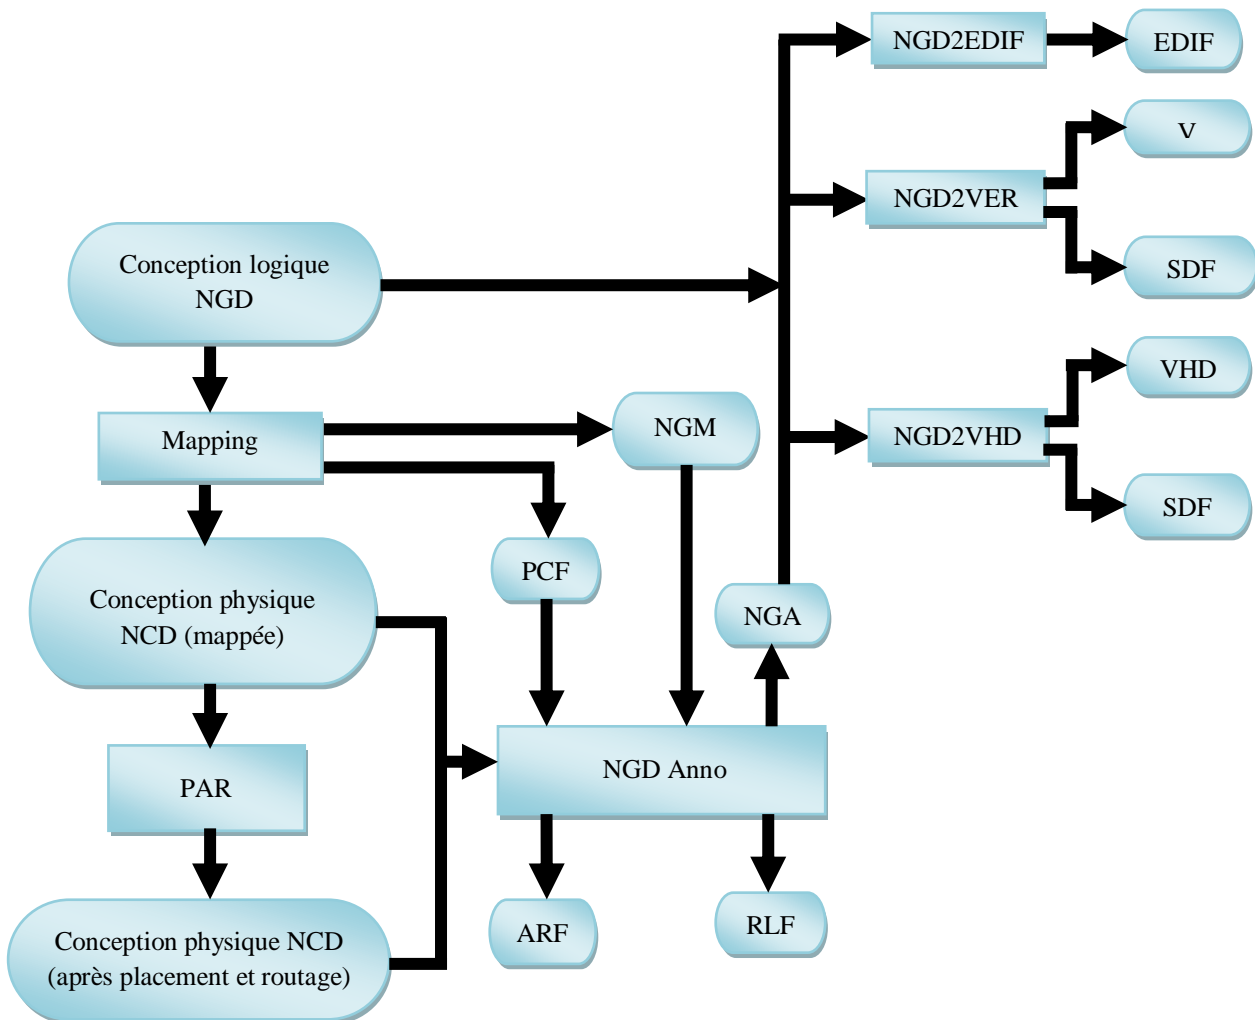 NGD2EDIF
EDIF
V
NGD2VER
SDF
Conception logique
NGD
VHD
Mapping
NGM
NGD2VHD
SDF
PCF
Conception physique
NCD (mappée)
NGA
NGD Anno
PAR
ARF
RLF
Conception physique NCD
(après placement et routage)